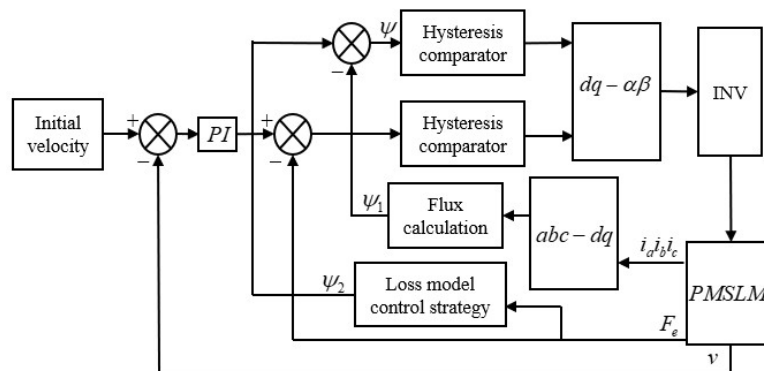 ψ
Hysteresis
comparator
−
dq − αβ
INV
Initial
velocity
+
−
PI
+
−
Hysteresis
comparator
ψ₁
Flux
calculation
abc − dq
iₐi_bi_c
PMSLM
ψ₂
Loss model
control strategy
Fₑ
v